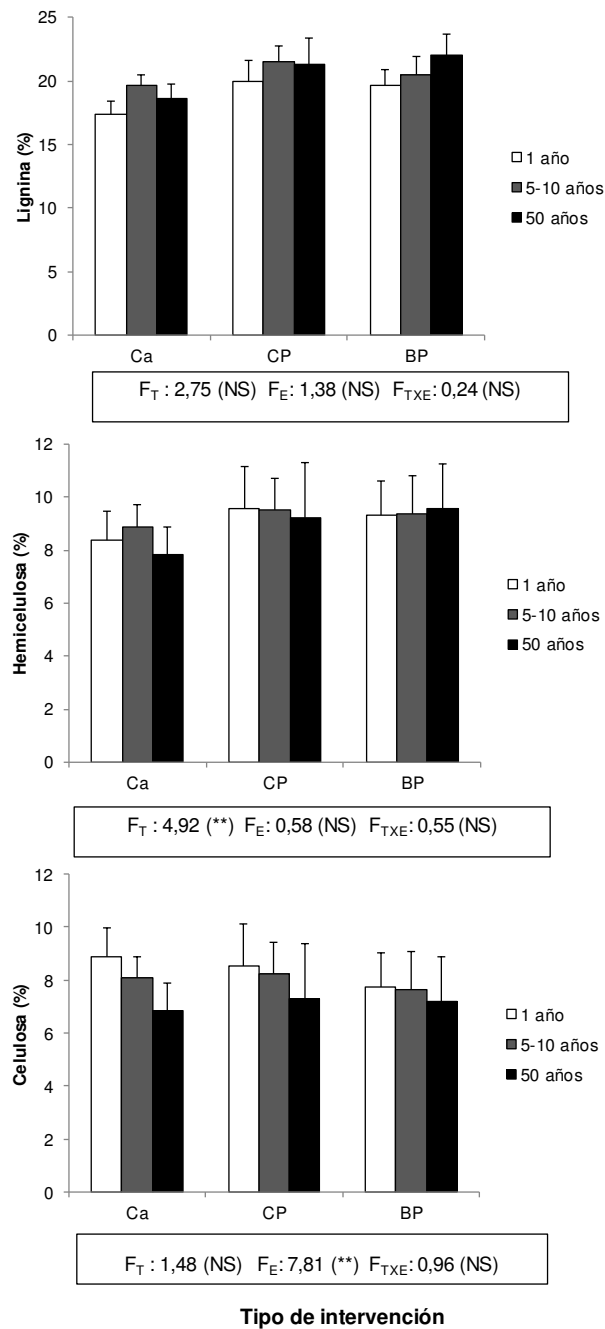 25
20
15
10
5
0
Lignina (%)
Ca CP BP
1 año
5-10 años
50 años
F_T : 2,75 (NS) F_E: 1,38 (NS) F_TXE: 0,24 (NS)
12
10
8
6
4
2
0
Hemicelulosa (%)
Ca CP BP
1 año
5-10 años
50 años
F_T : 4,92 (**) F_E: 0,58 (NS) F_TXE: 0,55 (NS)
12
10
8
6
4
2
0
Celulosa (%)
Ca CP BP
1 año
5-10 años
50 años
F_T : 1,48 (NS) F_E: 7,81 (**) F_TXE: 0,96 (NS)
Tipo de intervención